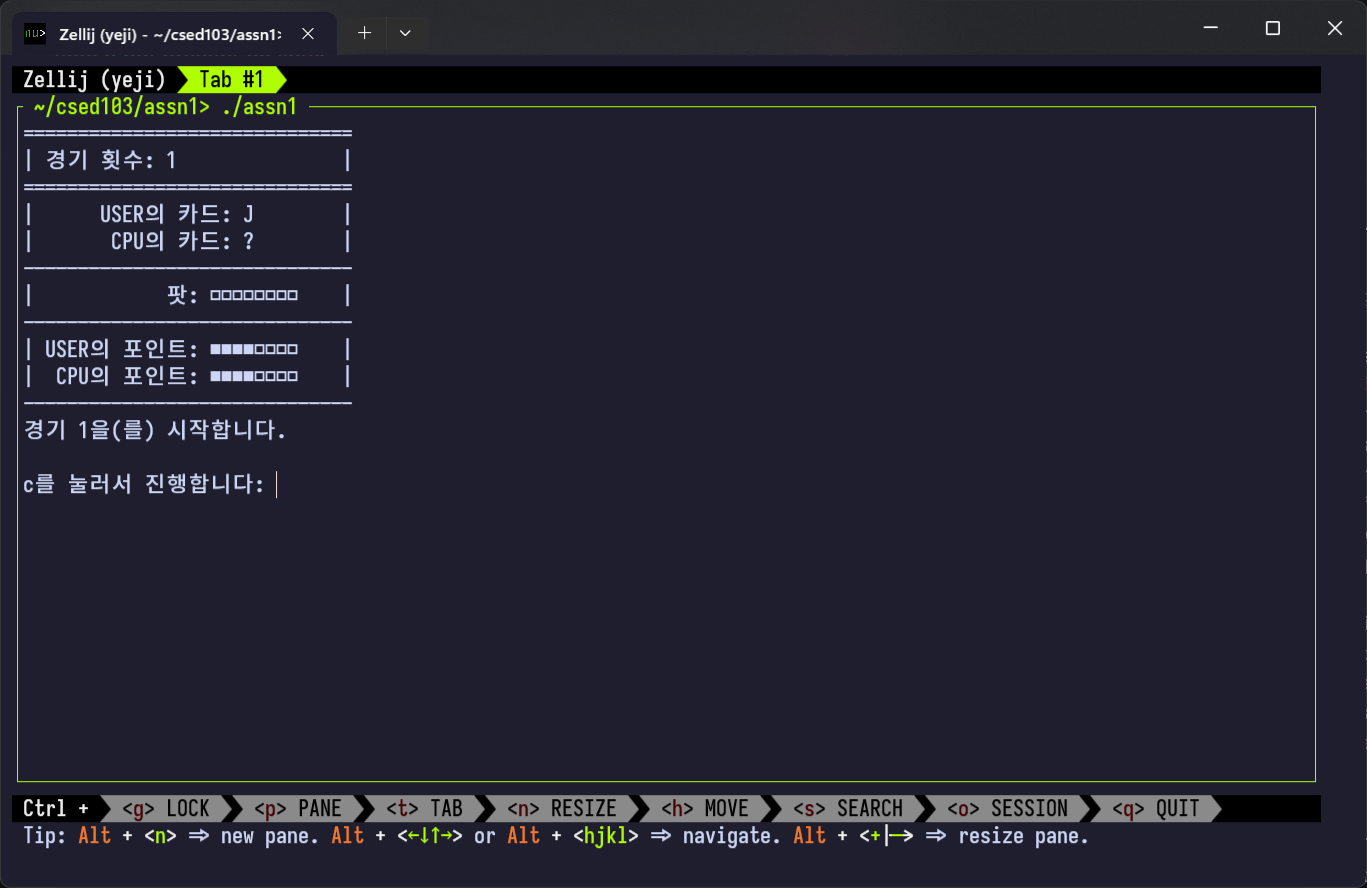 nu> Zellij (yeji) - ~/csed103/assn1>
Zellij (yeji) Tab #1
~/csed103/assn1> ./assn1
==============================
| 경기 횟수: 1 |
==============================
| USER의 카드: J |
| CPU의 카드: ? |
------------------------------
| 팟: □□□□□□□□ |
------------------------------
| USER의 포인트: ■■■■□□□□ |
| CPU의 포인트: ■■■■□□□□ |
------------------------------
경기 1을(를) 시작합니다.
c를 눌러서 진행합니다:
Ctrl + <g> LOCK <p> PANE <t> TAB <n> RESIZE <h> MOVE <s> SEARCH <o> SESSION <q> QUIT
Tip: Alt + <n> => new pane. Alt + <←↓↑→> or Alt + <hjkl> => navigate. Alt + <+|-> => resize pane.